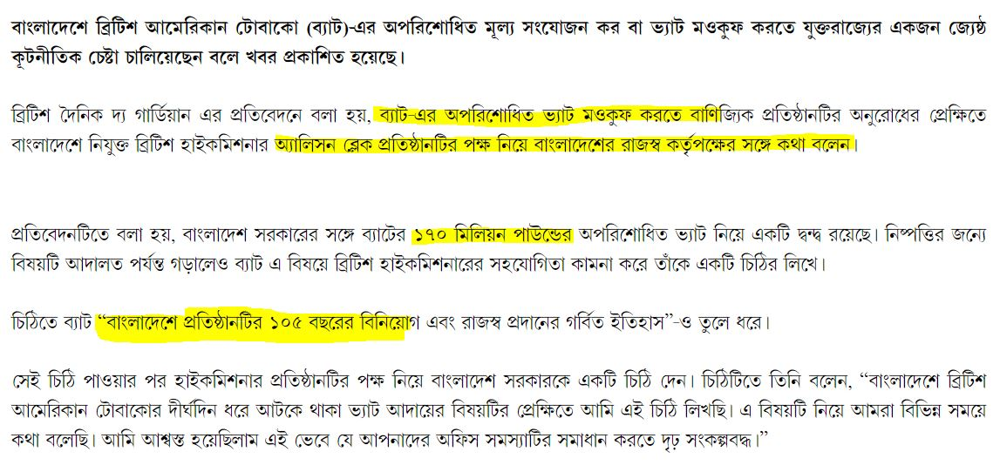 বাংলাদেশে ব্রিটিশ আমেরিকান টোবাকো (ব্যাট)-এর অপরিশোধিত মূল্য সংযোজন কর বা ভ্যাট মওকুফ করতে যুক্তরাজ্যের একজন জ্যেষ্ঠ
কূটনীতিক চেষ্টা চালিয়েছেন বলে খবর প্রকাশিত হয়েছে।
ব্রিটিশ দৈনিক দ্য গার্ডিয়ান এর প্রতিবেদনে বলা হয়, ব্যাট-এর অপরিশোধিত ভ্যাট মওকুফ করতে বাণিজ্যিক প্রতিষ্ঠানটির অনুরোধের প্রেক্ষিতে
বাংলাদেশে নিযুক্ত ব্রিটিশ হাইকমিশনার অ্যালিসন ব্লেক প্রতিষ্ঠানটির পক্ষ নিয়ে বাংলাদেশের রাজস্ব কর্তৃপক্ষের সঙ্গে কথা বলেন।
প্রতিবেদনটিতে বলা হয়, বাংলাদেশ সরকারের সঙ্গে ব্যাটের ১৭০ মিলিয়ন পাউন্ডের অপরিশোধিত ভ্যাট নিয়ে একটি দ্বন্দ্ব রয়েছে। নিষ্পত্তির জন্যে
বিষয়টি আদালত পর্যন্ত গড়ালেও ব্যাট এ বিষয়ে ব্রিটিশ হাইকমিশনারের সহযোগিতা কামনা করে তাঁকে একটি চিঠির লিখে।
চিঠিতে ব্যাট “বাংলাদেশে প্রতিষ্ঠানটির ১০৫ বছরের বিনিয়োগ এবং রাজস্ব প্রদানের গর্বিত ইতিহাস”-ও তুলে ধরে।
সেই চিঠি পাওয়ার পর হাইকমিশনার প্রতিষ্ঠানটির পক্ষ নিয়ে বাংলাদেশ সরকারকে একটি চিঠি দেন। চিঠিটিতে তিনি বলেন, “বাংলাদেশে ব্রিটিশ
আমেরিকান টোবাকোর দীর্ঘদিন ধরে আটকে থাকা ভ্যাট আদায়ের বিষয়টির প্রেক্ষিতে আমি এই চিঠি লিখছি। এ বিষয়টি নিয়ে আমরা বিভিন্ন সময়ে
কথা বলেছি। আমি আশ্বস্ত হয়েছিলাম এই ভেবে যে আপনাদের অফিস সমস্যাটির সমাধান করতে দৃঢ় সংকল্পবদ্ধ।”